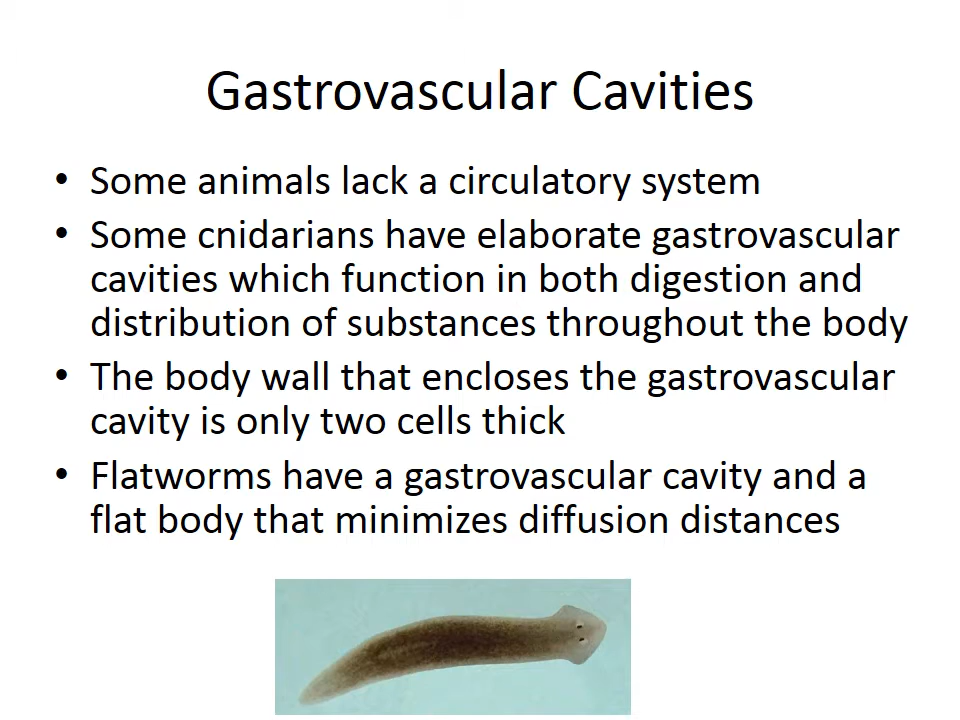 Gastrovascular Cavities
• Some animals lack a circulatory system
• Some cnidarians have elaborate gastrovascular
cavities which function in both digestion and
distribution of substances throughout the body
• The body wall that encloses the gastrovascular
cavity is only two cells thick
• Flatworms have a gastrovascular cavity and a
flat body that minimizes diffusion distances